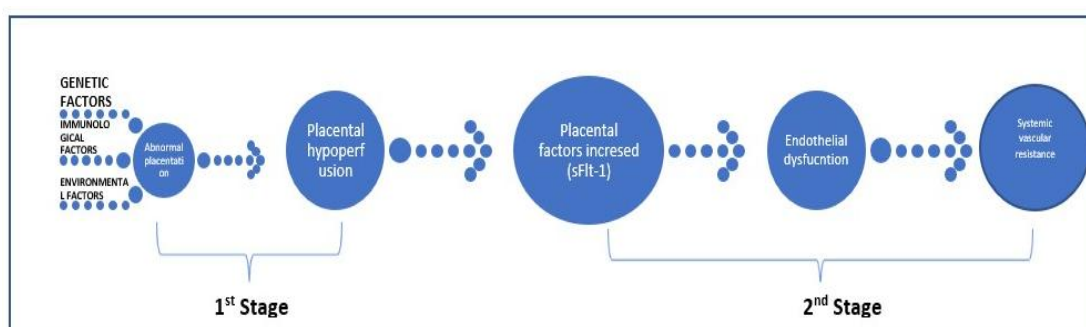 GENETIC
FACTORS
IMMUNOLO
GICAL
FACTORS
ENVIRONMENTA
L FACTORS
Abnormal
placentati
on
Placental
hypoperf
usion
Placental
factors incresed
(sFlt-1)
Endothelial
dysfucntion
Systemic
vascular
resistance
1st Stage
2nd Stage